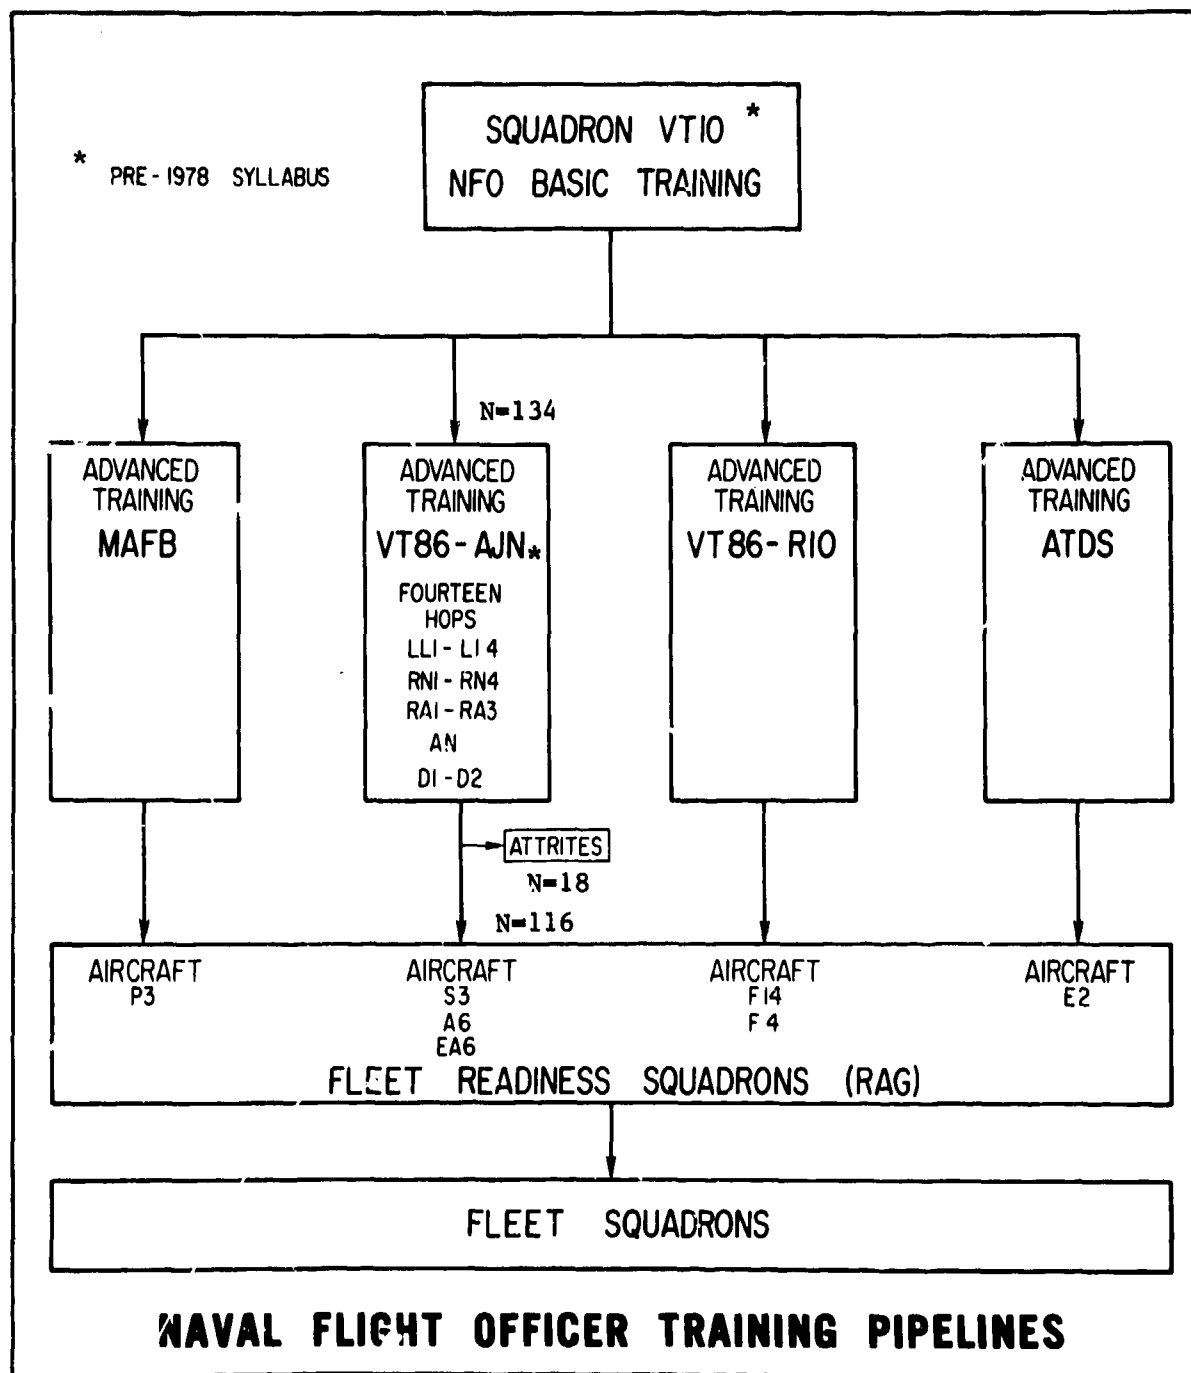 SQUADRON VT10 *
NFO BASIC TRAINING
* PRE-1978 SYLLABUS
N=134
ADVANCED
TRAINING
MAFB
ADVANCED
TRAINING
VT86-AJN*
FOURTEEN
HOPS
LL1-LL4
RN1-RN4
RA1-RA3
AN
D1-D2
ADVANCED
TRAINING
VT86-RIO
ADVANCED
TRAINING
ATDS
ATTRITES
N=18
N=116
AIRCRAFT
P3
AIRCRAFT
S3
A6
EA6
AIRCRAFT
F14
F4
AIRCRAFT
E2
FLEET READINESS SQUADRONS (RAG)
FLEET SQUADRONS
NAVAL FLIGHT OFFICER TRAINING PIPELINES